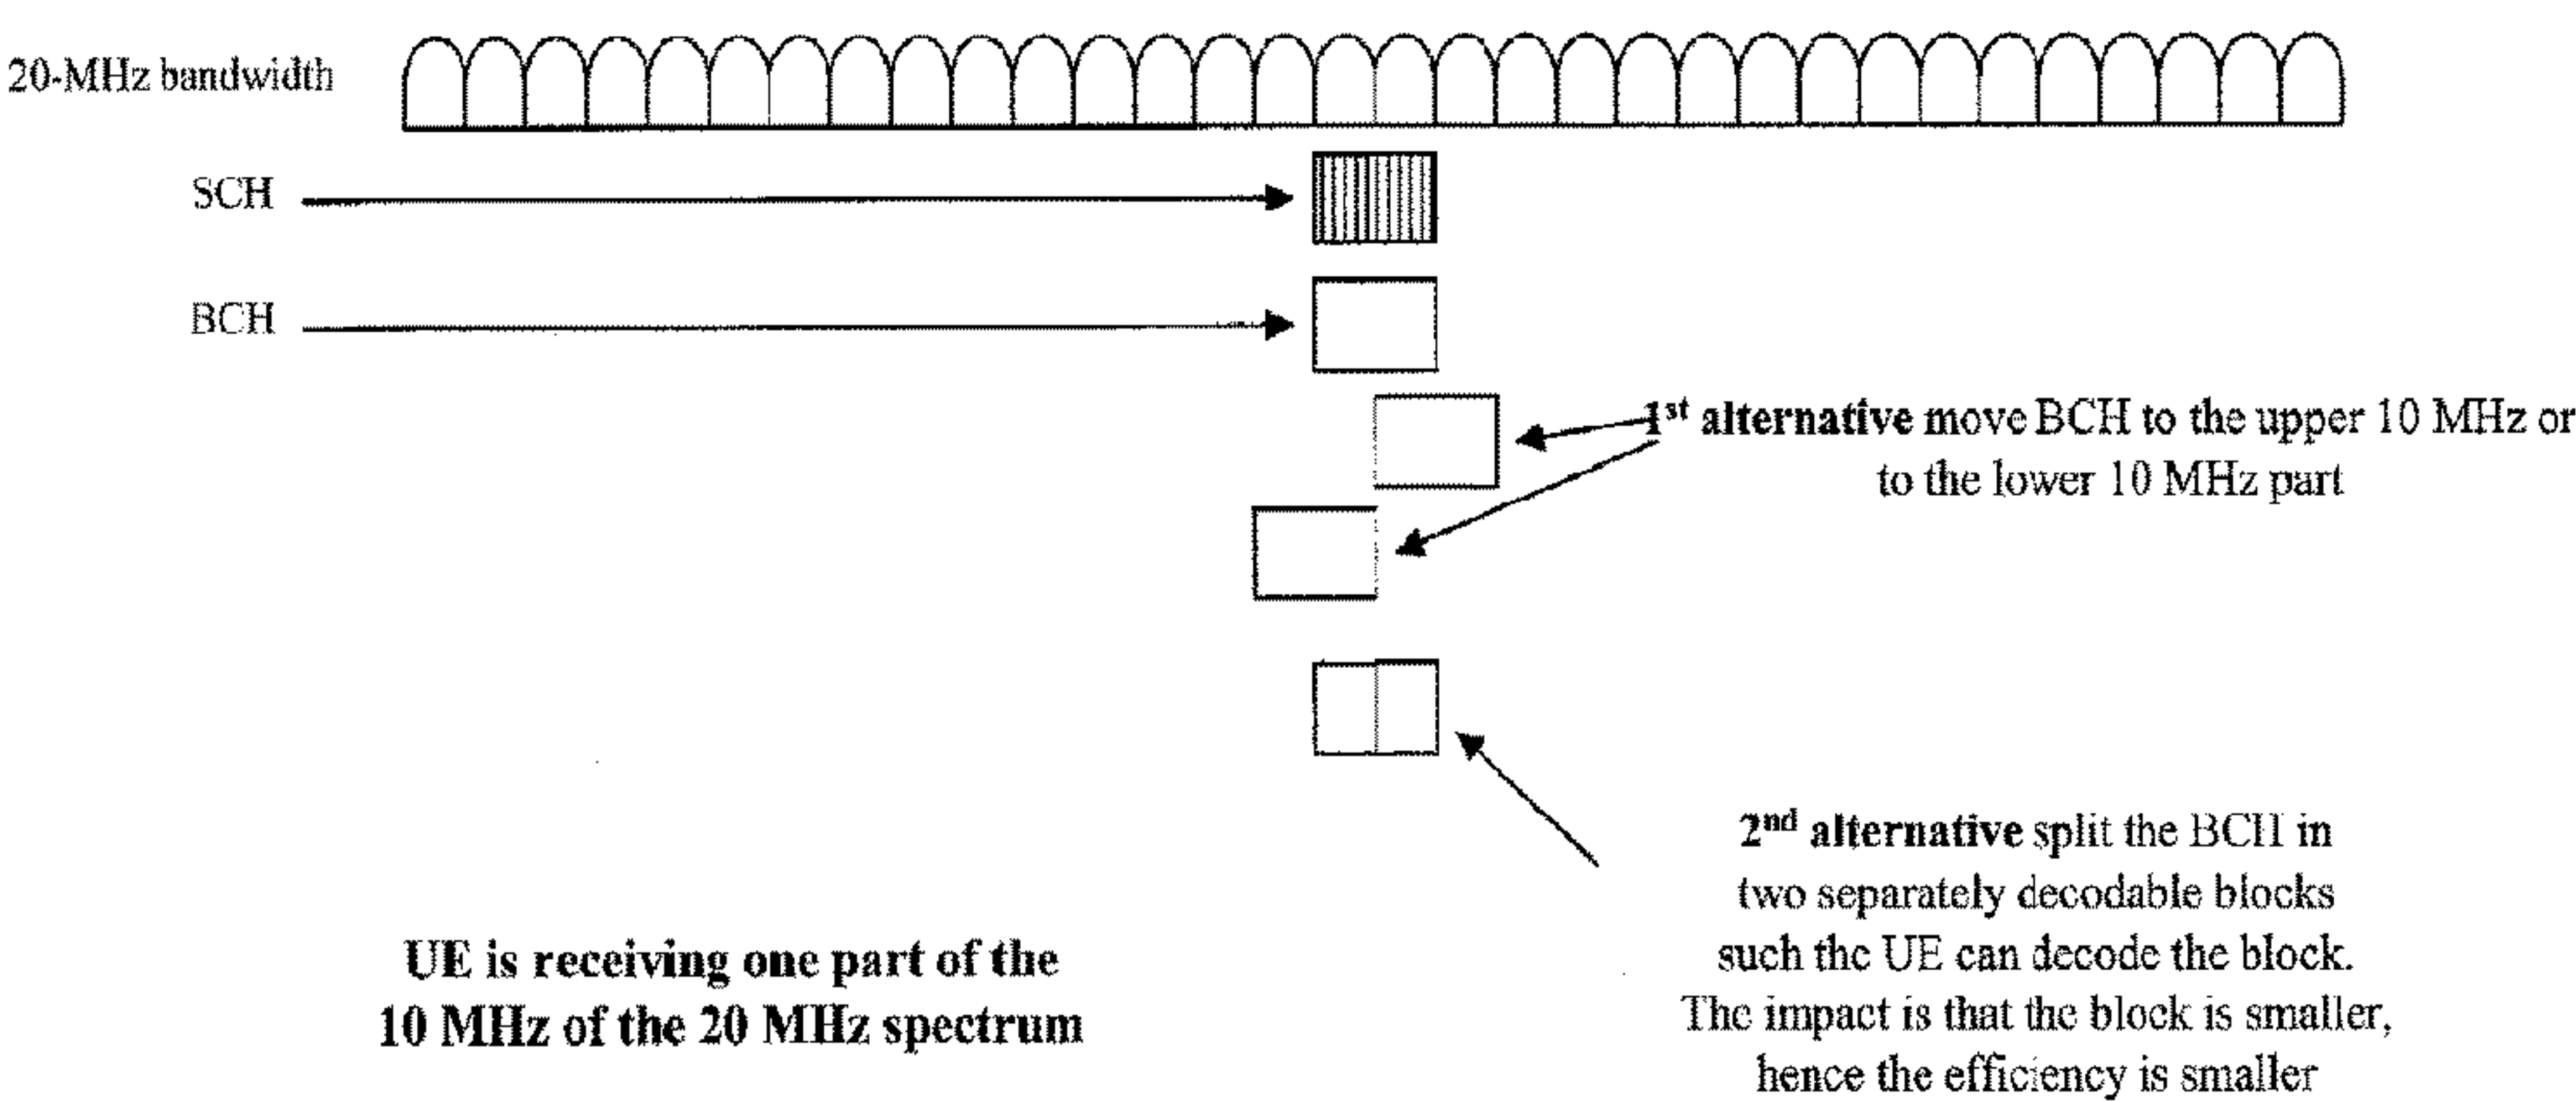 20-MHz bandwidth
SCH
BCH
1st alternative move BCH to the upper 10 MHz or
to the lower 10 MHz part
2nd alternative split the BCH in
two separately decodable blocks
such the UE can decode the block.
The impact is that the block is smaller,
hence the efficiency is smaller
UE is receiving one part of the
10 MHz of the 20 MHz spectrum